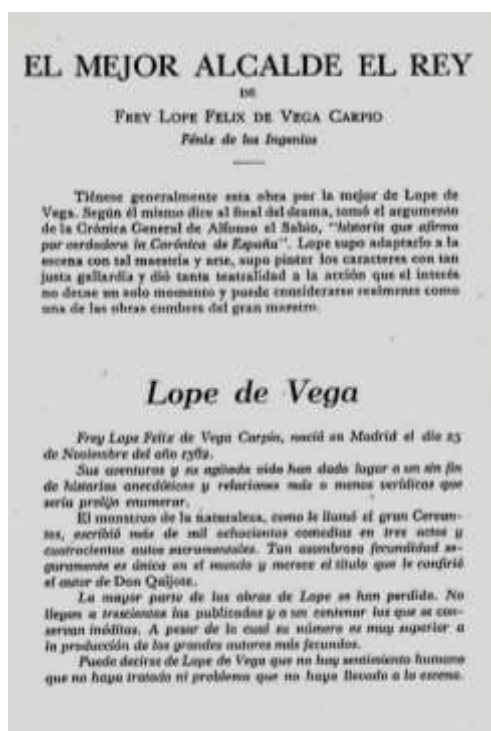 EL MEJOR ALCALDE EL REY
DE
FREY LOPE FELIX DE VEGA CARPIO
Fénix de los Ingenios
Tiénese generalmente esta obra por la mejor de Lope de
Vega. Según él mismo dice al final del drama, tomó el argumento
de la Crónica General de Alfonso el Sabio, "historia que afirma
por verdadera la Corónica de España". Lope supo adaptarlo a la
escena con tal maestría y arte, supo pintar los caracteres con tan
justa gallardía y dió tanta teatralidad a la acción que el interés
no decae un solo momento y puede considerarse realmente como
una de las obras cumbres del gran maestro.
Lope de Vega
Frey Lope Felix de Vega Carpio, nació en Madrid el día 25
de Noviembre del año 1562.
Sus aventuras y su agitada vida han dado lugar a un sin fin
de historias anecdóticas y relaciones más o menos verídicas que
sería prolijo enumerar.
El monstruo de la naturaleza, como le llamó el gran Cervan-
tes, escribió más de mil ochocientas comedias en tres actos y
cuatrocientos autos sacramentales. Tan asombrosa fecundidad se-
guramente es única en el mundo y merece el título que le confirió
el autor de Don Quijote.
La mayor parte de las obras de Lope se han perdido. No
llegan a trescientas las publicadas y a un centenar las que se con-
servan inéditas. A pesar de lo cual su número es muy superior a
la producción de los grandes autores más fecundos.
Puede decirse de Lope de Vega que no hay sentimiento humano
que no haya tratado ni problema que no haya llevado a la escena.